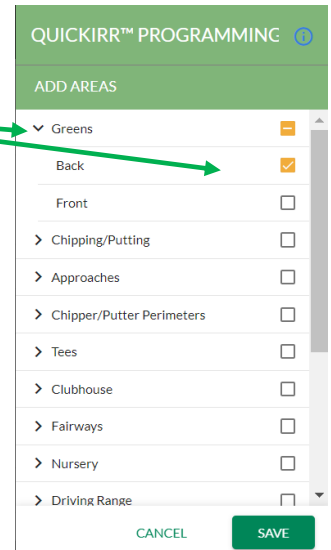 QUICKIRR™ PROGRAMMING
ADD AREAS
Greens
Back
Front
Chipping/Putting
Approaches
Chipper/Putter Perimeters
Tees
Clubhouse
Fairways
Nursery
Driving Range
CANCEL SAVE